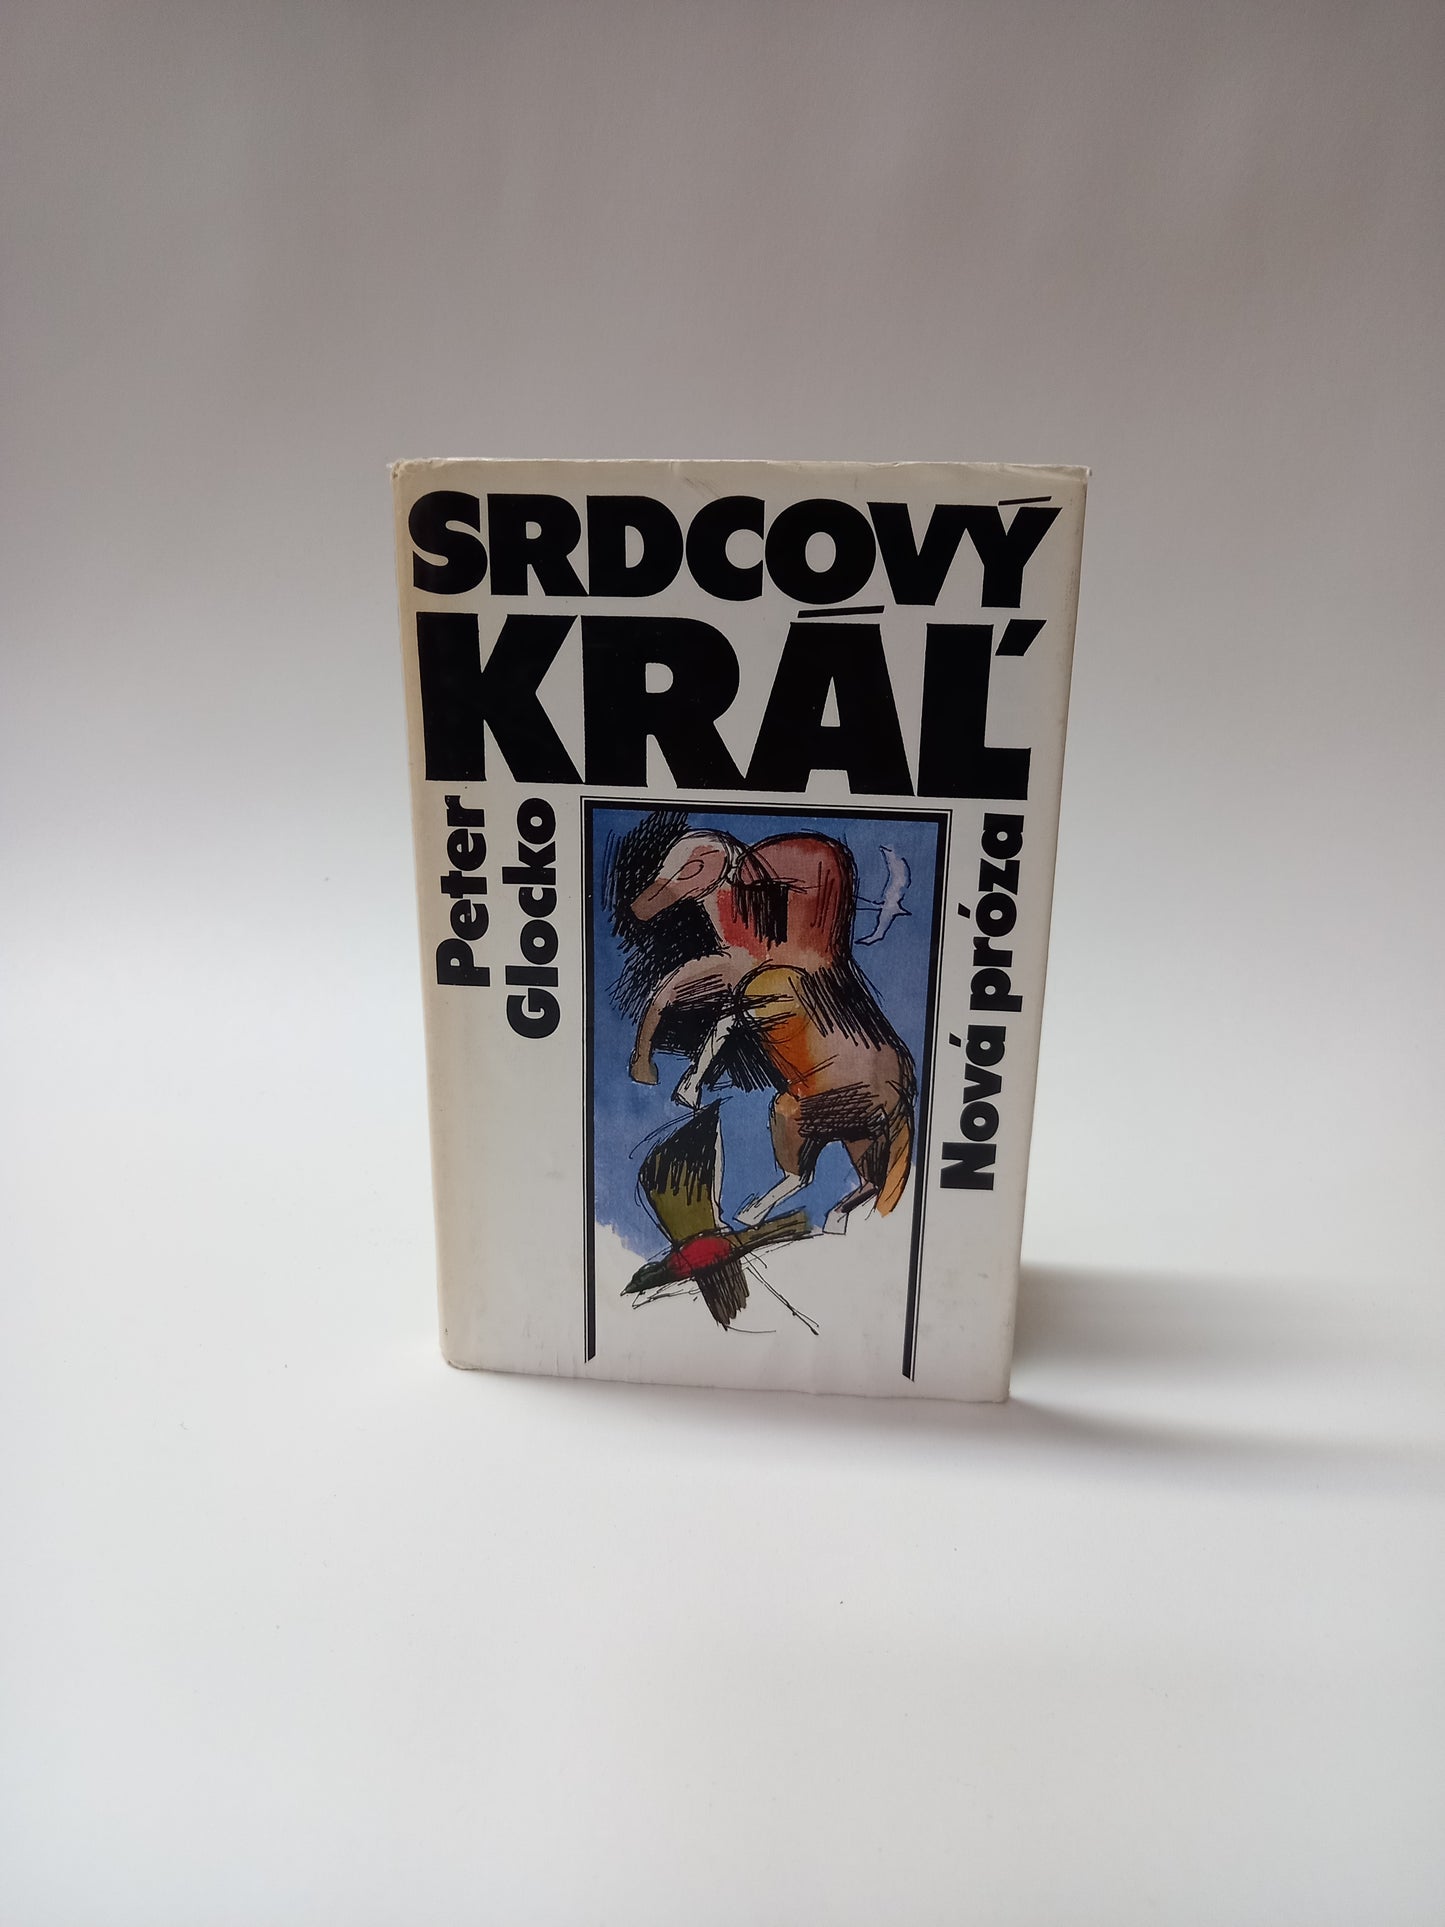 SRDCOVÝ
KRÁĽ
Peter
Glocko
Nová próza